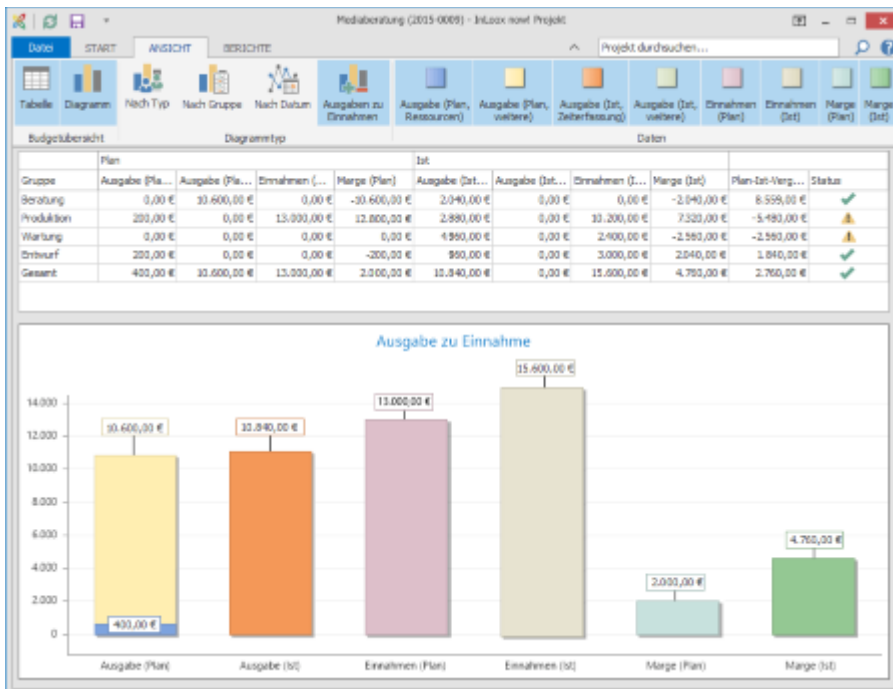 Mediaberatung (2015-0009) - InLoox now! Projekt
Datei START ANSICHT BERICHTE Projekt durchsuchen...
Tabelle Diagramm Nach Typ Nach Gruppe Nach Datum Ausgaben zu Einnahmen Ausgabe (Plan, Ressourcen) Ausgabe (Plan, weitere) Ausgabe (Ist, Zeiterfassung) Ausgabe (Ist, weitere) Einnahmen (Plan) Einnahmen (Ist) Marge (Plan) Marge (Ist)
Budgetübersicht Diagrammtyp Daten
Plan Ist
Gruppe Ausgabe (Pla... Ausgabe (Pla... Einnahmen (... Marge (Plan) Ausgabe (Ist... Ausgabe (Ist... Einnahmen (I... Marge (Ist) Plan-Ist-Verg... Status
Beratung 0,00 € 10.600,00 € 0,00 € -10.600,00 € 2.040,00 € 0,00 € 0,00 € -2.040,00 €
Produktion 200,00 € 0,00 € 13.000,00 € 12.800,00 € 2.880,00 € 0,00 € 10.200,00 € 7.320,00 € -5.480,00 €
Wartung 0,00 € 0,00 € 0,00 € 0,00 € 4.960,00 € 0,00 € 2.400,00 € -2.560,00 € -2.560,00 €
Entwurf 200,00 € 0,00 € 0,00 € -200,00 € 960,00 € 0,00 € 3.000,00 € 2.040,00 € 1.840,00 €
Gesamt 400,00 € 10.600,00 € 13.000,00 € 2.000,00 € 10.840,00 € 0,00 € 15.600,00 € 4.760,00 € 2.760,00 €
Ausgabe zu Einnahme
15.600,00 €
13.000,00 €
14.000
10.600,00 € 10.840,00 €
12.000
10.000
8.000
6.000
4.760,00 €
4.000
2.000,00 €
2.000
400,00 €
0
Ausgabe (Plan) Ausgabe (Ist) Einnahmen (Plan) Einnahmen (Ist) Marge (Plan) Marge (Ist)